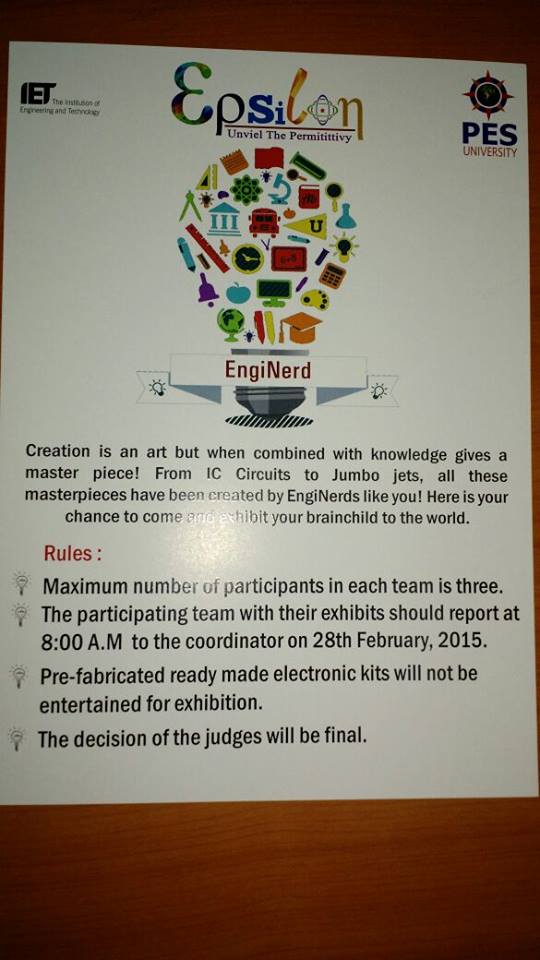 IET The Institution of
Engineering and Technology
Epsilon
Unviel The Permitittivy
PES
UNIVERSITY
U
EngiNerd
Creation is an art but when combined with knowledge gives a
master piece! From IC Circuits to Jumbo jets, all these
masterpieces have been created by EngiNerds like you! Here is your
chance to come and exhibit your brainchild to the world.
Rules :
Maximum number of participants in each team is three.
The participating team with their exhibits should report at
8:00 A.M to the coordinator on 28th February, 2015.
Pre-fabricated ready made electronic kits will not be
entertained for exhibition.
The decision of the judges will be final.